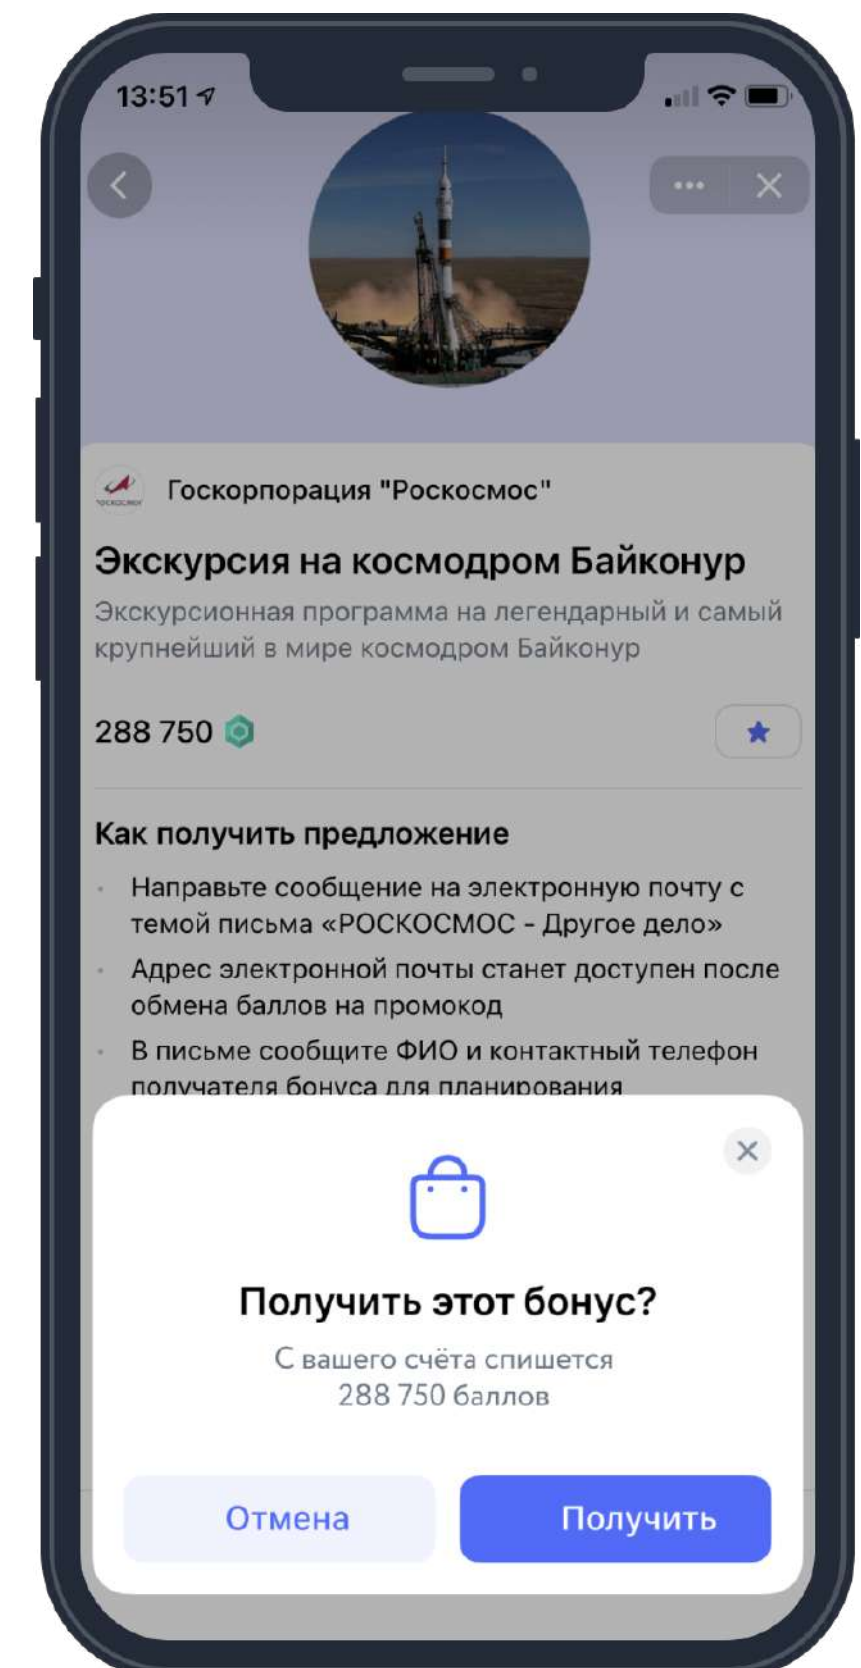 13:51
Госкорпорация "Роскосмос"
РОСКОСМОС
Экскурсия на космодром Байконур
Экскурсионная программа на легендарный и самый
крупнейший в мире космодром Байконур
288 750
Как получить предложение
Направьте сообщение на электронную почту с
темой письма «РОСКОСМОС - Другое дело»
Адрес электронной почты станет доступен после
обмена баллов на промокод
В письме сообщите ФИО и контактный телефон
получателя бонуса для планирования
Получить этот бонус?
С вашего счёта спишется
288 750 баллов
Отмена
Получить